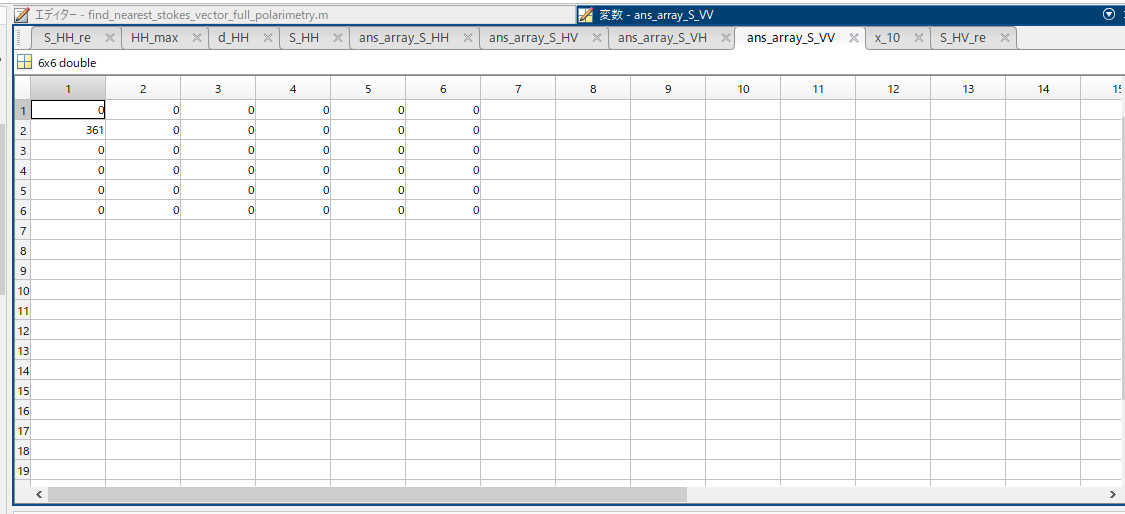 エディター - find_nearest_stokes_vector_full_polarimetry.m
変数 - ans_array_S_VV
S_HH_re HH_max d_HH S_HH ans_array_S_HH ans_array_S_HV ans_array_S_VH ans_array_S_VV x_10 S_HV_re
6x6 double
1 2 3 4 5 6 7 8 9 10 11 12 13 14 15
1 0 0 0 0 0 0
2 361 0 0 0 0 0
3 0 0 0 0 0 0
4 0 0 0 0 0 0
5 0 0 0 0 0 0
6 0 0 0 0 0 0
7
8
9
10
11
12
13
14
15
16
17
18
19